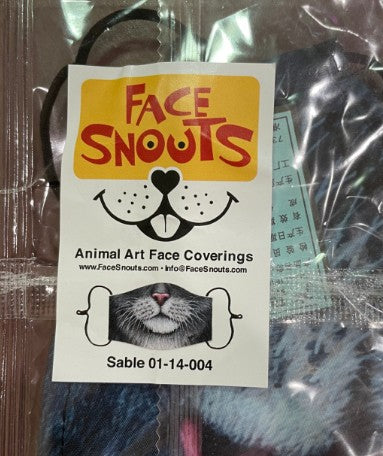 FACE
SNOUTS
Animal Art Face Coverings
www.FaceSnouts.com • Info@FaceSnouts.com
Sable 01-14-004